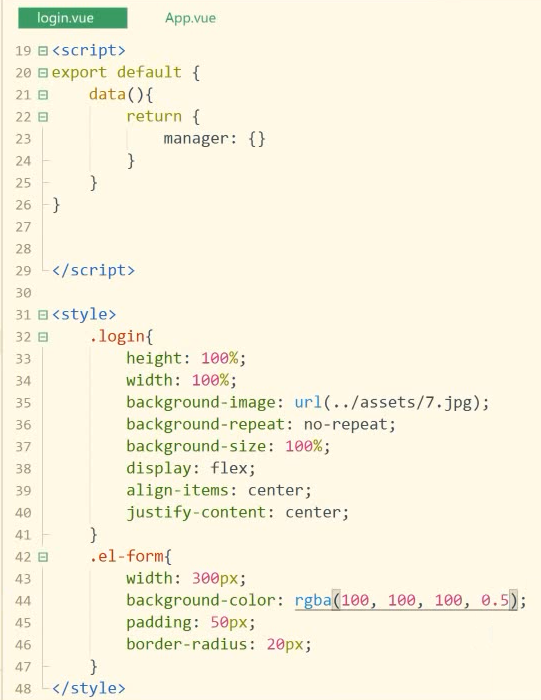 login.vue App.vue
19 <script>
20 export default {
21 data(){
22 return {
23 manager: {}
24 }
25 }
26 }
27
28
29 </script>
30
31 <style>
32 .login{
33 height: 100%;
34 width: 100%;
35 background-image: url(../assets/7.jpg);
36 background-repeat: no-repeat;
37 background-size: 100%;
38 display: flex;
39 align-items: center;
40 justify-content: center;
41 }
42 .el-form{
43 width: 300px;
44 background-color: rgba(100, 100, 100, 0.5);
45 padding: 50px;
46 border-radius: 20px;
47 }
48 </style>